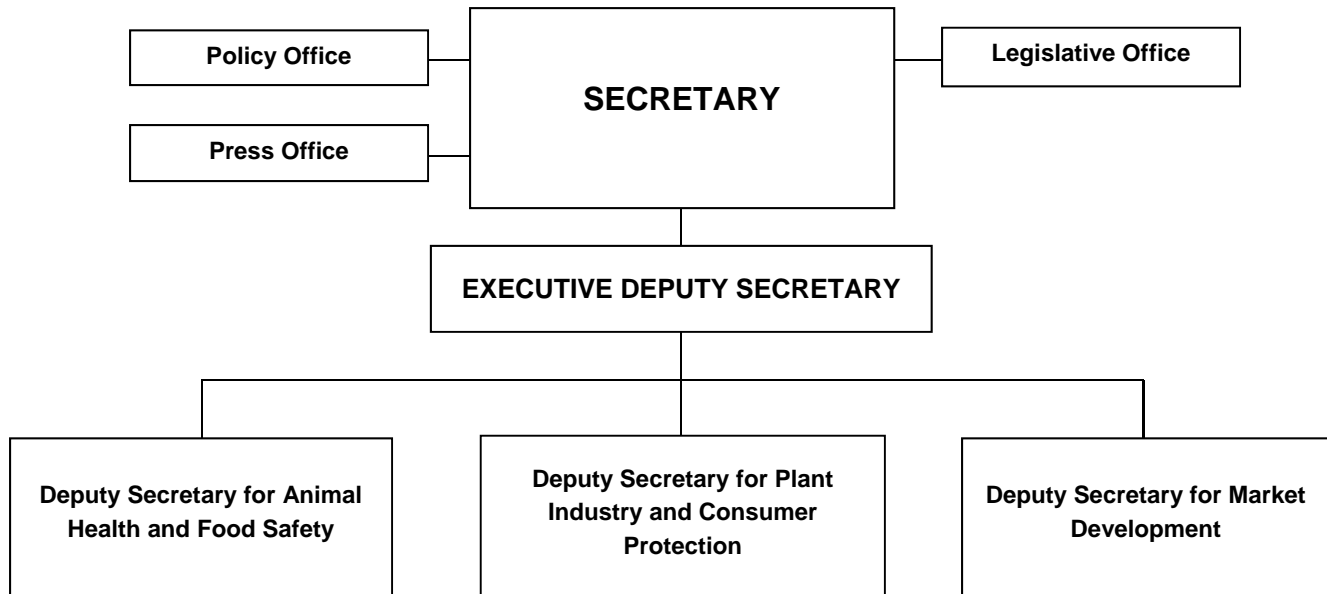 Policy Office
Legislative Office
SECRETARY
Press Office
EXECUTIVE DEPUTY SECRETARY
Deputy Secretary for Animal
Health and Food Safety
Deputy Secretary for Plant
Industry and Consumer
Protection
Deputy Secretary for Market
Development